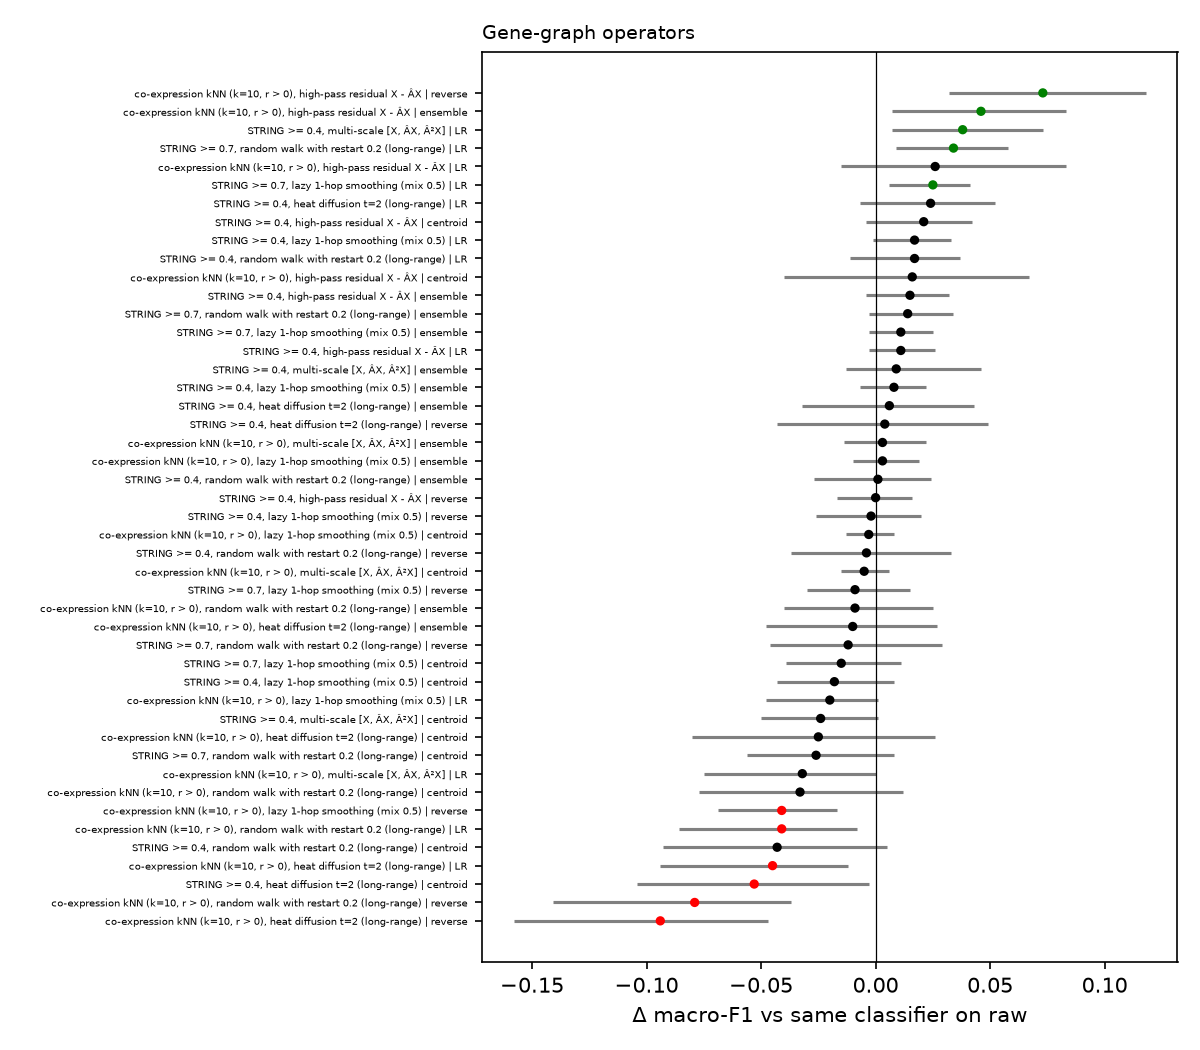 Gene-graph operators
co-expression kNN (k=10, r > 0), high-pass residual X - ÂX | reverse
co-expression kNN (k=10, r > 0), high-pass residual X - ÂX | ensemble
STRING >= 0.4, multi-scale [X, ÂX, Â²X] | LR
STRING >= 0.7, random walk with restart 0.2 (long-range) | LR
co-expression kNN (k=10, r > 0), high-pass residual X - ÂX | LR
STRING >= 0.7, lazy 1-hop smoothing (mix 0.5) | LR
STRING >= 0.4, heat diffusion t=2 (long-range) | LR
STRING >= 0.4, high-pass residual X - ÂX | centroid
STRING >= 0.4, lazy 1-hop smoothing (mix 0.5) | LR
STRING >= 0.4, random walk with restart 0.2 (long-range) | LR
co-expression kNN (k=10, r > 0), high-pass residual X - ÂX | centroid
STRING >= 0.4, high-pass residual X - ÂX | ensemble
STRING >= 0.7, random walk with restart 0.2 (long-range) | ensemble
STRING >= 0.7, lazy 1-hop smoothing (mix 0.5) | ensemble
STRING >= 0.4, high-pass residual X - ÂX | LR
STRING >= 0.4, multi-scale [X, ÂX, Â²X] | ensemble
STRING >= 0.4, lazy 1-hop smoothing (mix 0.5) | ensemble
STRING >= 0.4, heat diffusion t=2 (long-range) | ensemble
STRING >= 0.4, heat diffusion t=2 (long-range) | reverse
co-expression kNN (k=10, r > 0), multi-scale [X, ÂX, Â²X] | ensemble
co-expression kNN (k=10, r > 0), lazy 1-hop smoothing (mix 0.5) | ensemble
STRING >= 0.4, random walk with restart 0.2 (long-range) | ensemble
STRING >= 0.4, high-pass residual X - ÂX | reverse
STRING >= 0.4, lazy 1-hop smoothing (mix 0.5) | reverse
co-expression kNN (k=10, r > 0), lazy 1-hop smoothing (mix 0.5) | centroid
STRING >= 0.4, random walk with restart 0.2 (long-range) | reverse
co-expression kNN (k=10, r > 0), multi-scale [X, ÂX, Â²X] | centroid
STRING >= 0.7, lazy 1-hop smoothing (mix 0.5) | reverse
co-expression kNN (k=10, r > 0), random walk with restart 0.2 (long-range) | ensemble
co-expression kNN (k=10, r > 0), heat diffusion t=2 (long-range) | ensemble
STRING >= 0.7, random walk with restart 0.2 (long-range) | reverse
STRING >= 0.7, lazy 1-hop smoothing (mix 0.5) | centroid
STRING >= 0.4, lazy 1-hop smoothing (mix 0.5) | centroid
co-expression kNN (k=10, r > 0), lazy 1-hop smoothing (mix 0.5) | LR
STRING >= 0.4, multi-scale [X, ÂX, Â²X] | centroid
co-expression kNN (k=10, r > 0), heat diffusion t=2 (long-range) | centroid
STRING >= 0.7, random walk with restart 0.2 (long-range) | centroid
co-expression kNN (k=10, r > 0), multi-scale [X, ÂX, Â²X] | LR
co-expression kNN (k=10, r > 0), random walk with restart 0.2 (long-range) | centroid
co-expression kNN (k=10, r > 0), lazy 1-hop smoothing (mix 0.5) | reverse
co-expression kNN (k=10, r > 0), random walk with restart 0.2 (long-range) | LR
STRING >= 0.4, random walk with restart 0.2 (long-range) | centroid
co-expression kNN (k=10, r > 0), heat diffusion t=2 (long-range) | LR
STRING >= 0.4, heat diffusion t=2 (long-range) | centroid
co-expression kNN (k=10, r > 0), random walk with restart 0.2 (long-range) | reverse
co-expression kNN (k=10, r > 0), heat diffusion t=2 (long-range) | reverse
−0.15 −0.10 −0.05 0.00 0.05 0.10
Δ macro-F1 vs same classifier on raw